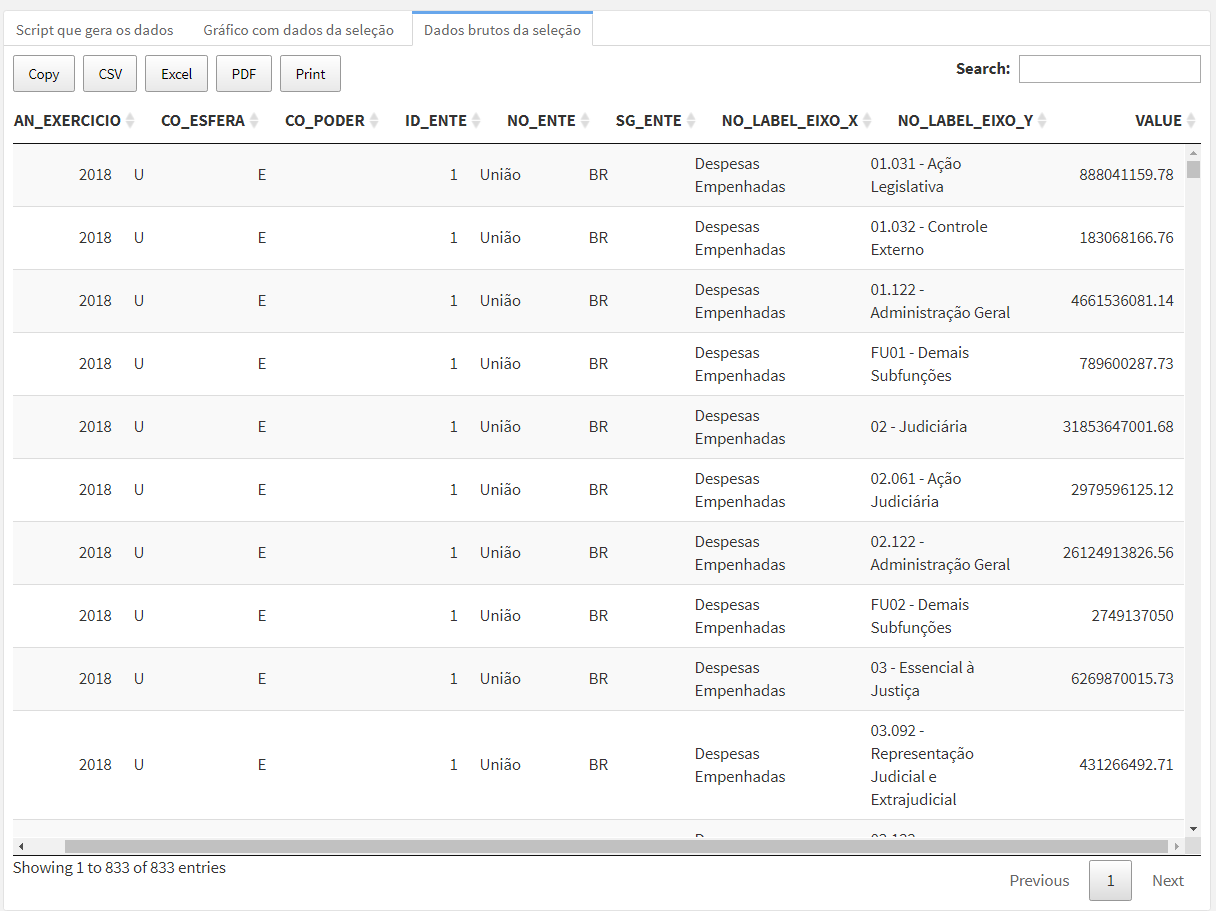 Script que gera os dados Gráfico com dados da seleção Dados brutos da seleção
Copy CSV Excel PDF Print Search:
AN_EXERCICIO CO_ESFERA CO_PODER ID_ENTE NO_ENTE SG_ENTE NO_LABEL_EIXO_X NO_LABEL_EIXO_Y VALUE
2018 U E 1 União BR Despesas Empenhadas 01.031 - Ação Legislativa 888041159.78
2018 U E 1 União BR Despesas Empenhadas 01.032 - Controle Externo 183068166.76
2018 U E 1 União BR Despesas Empenhadas 01.122 - Administração Geral 4661536081.14
2018 U E 1 União BR Despesas Empenhadas FU01 - Demais Subfunções 789600287.73
2018 U E 1 União BR Despesas Empenhadas 02 - Judiciária 31853647001.68
2018 U E 1 União BR Despesas Empenhadas 02.061 - Ação Judiciária 2979596125.12
2018 U E 1 União BR Despesas Empenhadas 02.122 - Administração Geral 26124913826.56
2018 U E 1 União BR Despesas Empenhadas FU02 - Demais Subfunções 2749137050
2018 U E 1 União BR Despesas Empenhadas 03 - Essencial à Justiça 6269870015.73
2018 U E 1 União BR Despesas Empenhadas 03.092 - Representação Judicial e Extrajudicial 431266492.71
Showing 1 to 833 of 833 entries
Previous 1 Next